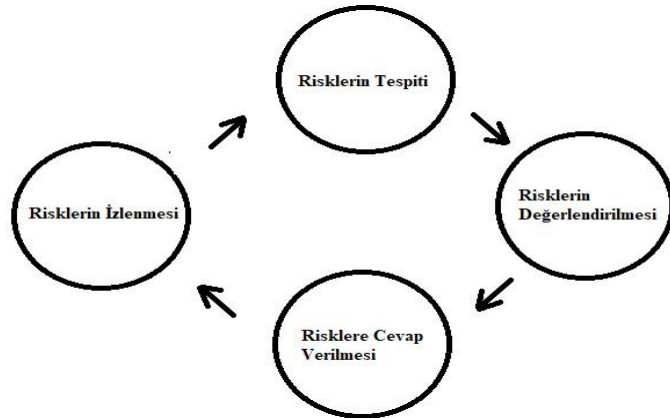 Risklerin Tespiti
Risklerin
Değerlendirilmesi
Risklere Cevap
Verilmesi
Risklerin İzlenmesi